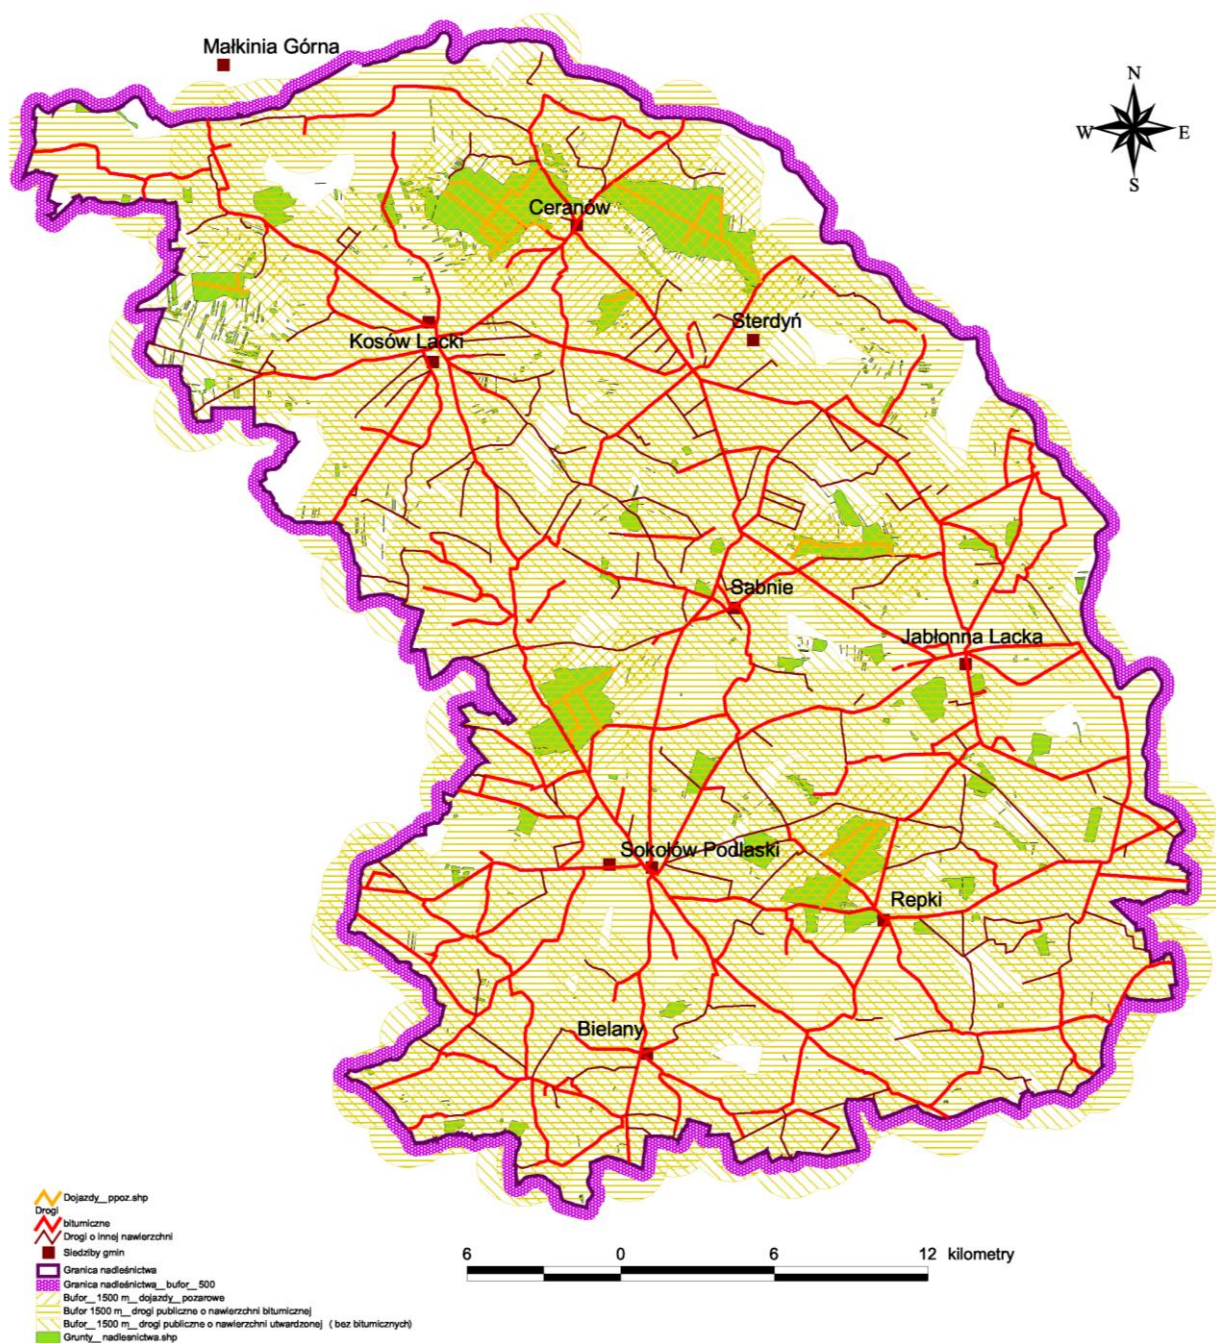 Małkinia Górna
N
W E
S
Ceranów
Sterdyń
Kosów Lacki
Sabnie
Jabłonna Lacka
Sokołów Podlaski
Repki
Bielany
Dojazdy_ppoz.shp
Drogi
bitumiczne
Drogi o innej nawierzchni
Siedziby gmin
Granica nadleśnictwa
Granica nadleśnictwa_bufor_500
Bufor_1500 m_dojazdy_pozarowe
Bufor 1500 m_drogi publiczne o nawierzchni bitumicznej
Bufor_1500 m_drogi publiczne o nawierzchni utwardzonej ( bez bitumicznych)
Grunty_nadlesnictwa.shp
6 0 6 12 kilometry